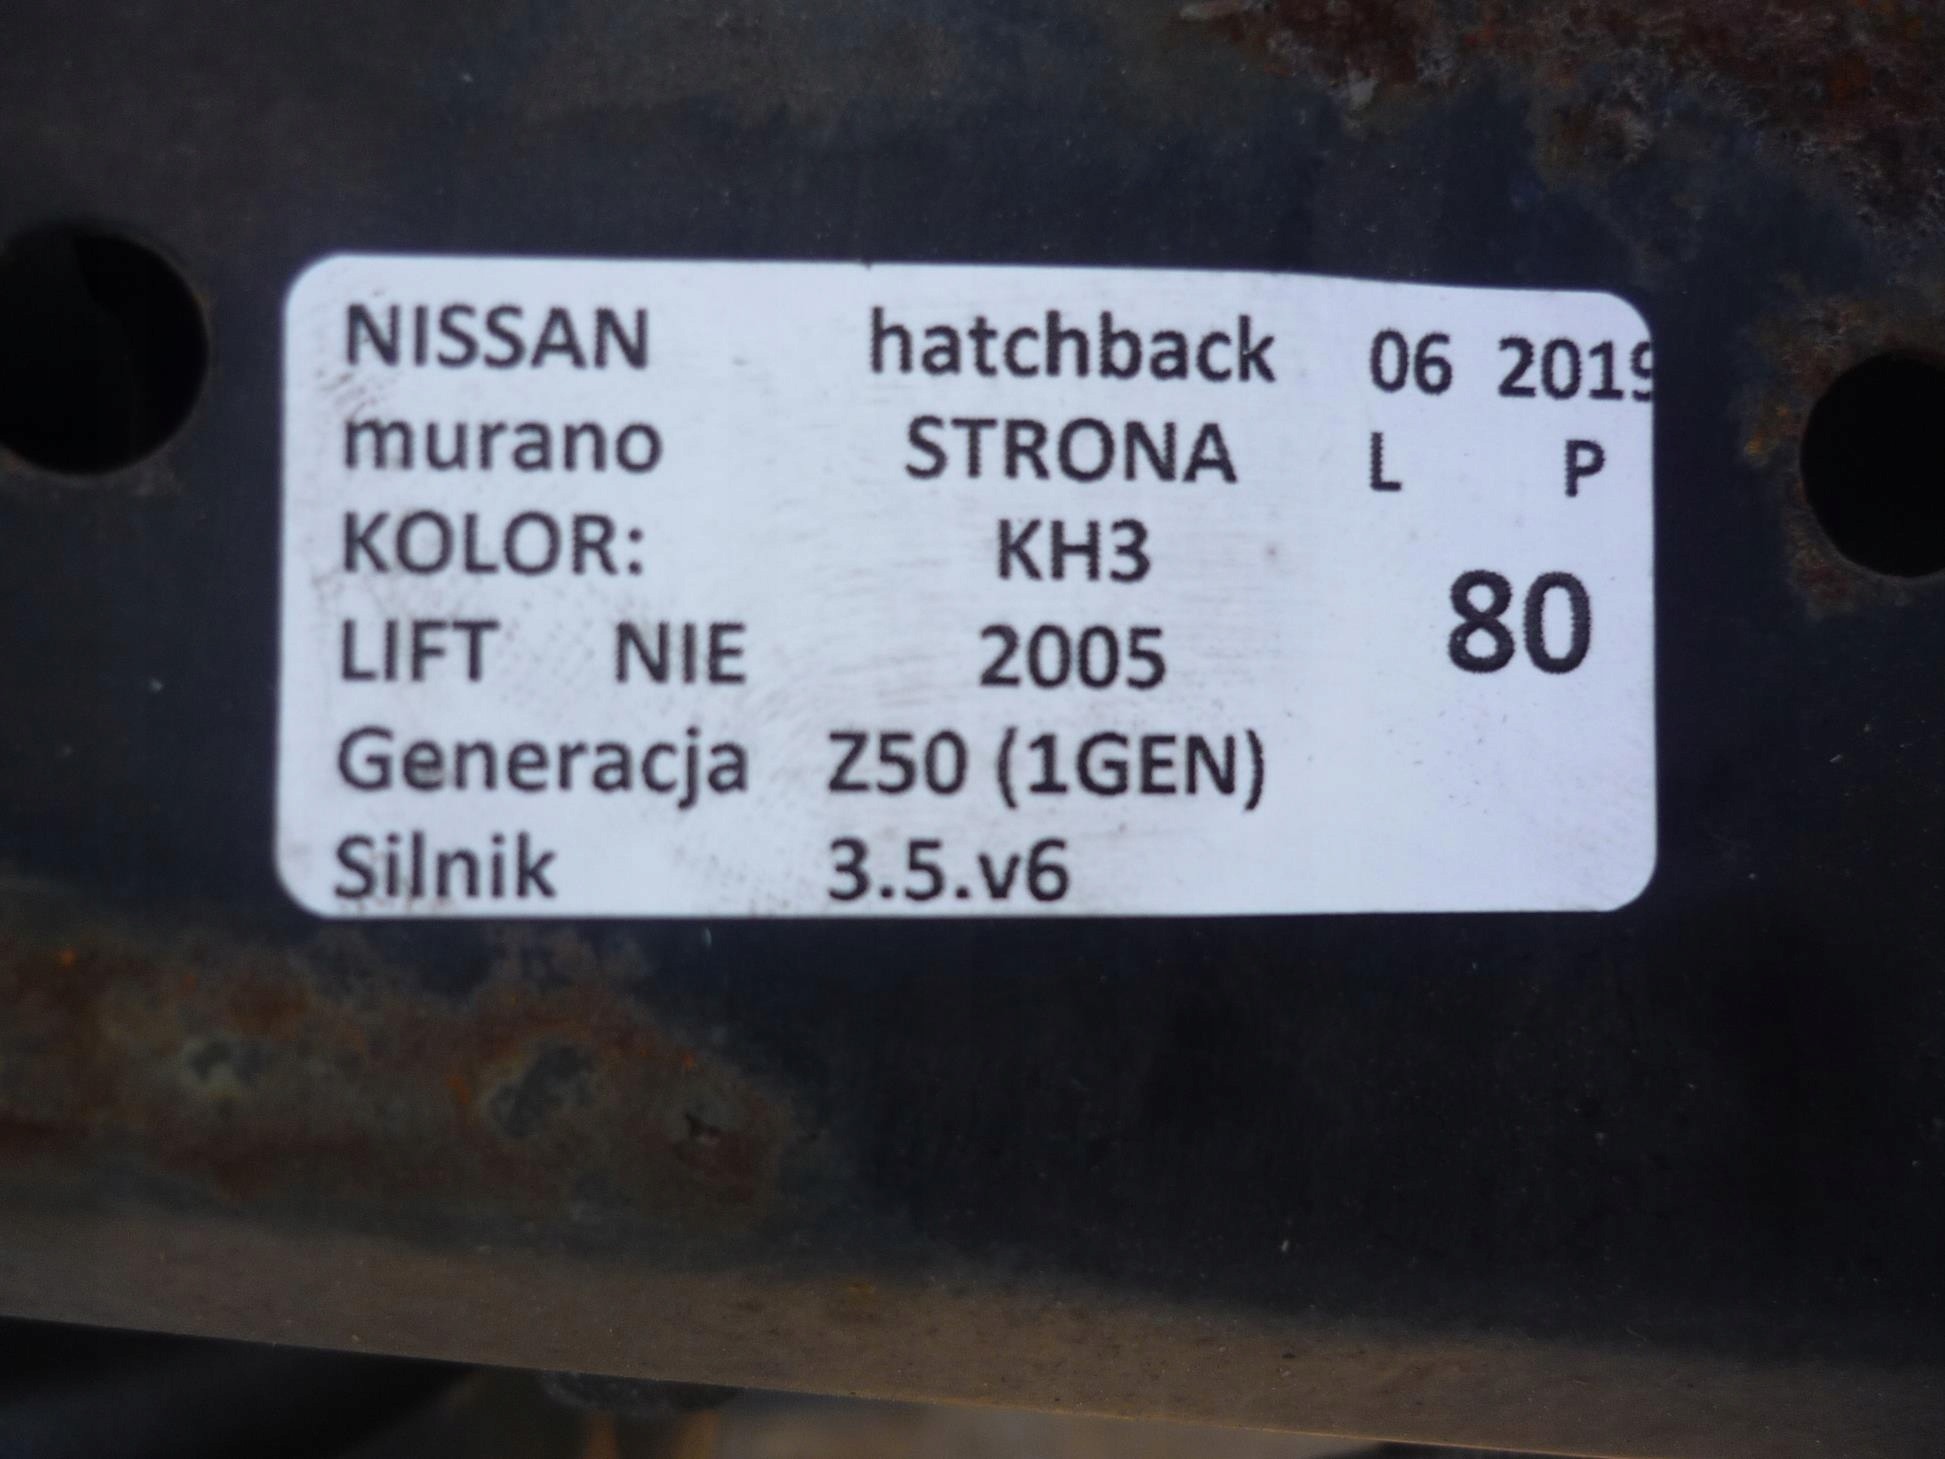 NISSAN hatchback 06 2019
murano STRONA L P
KOLOR: KH3
80
LIFT NIE 2005
Generacja Z50 (1GEN)
Silnik 3.5.v6